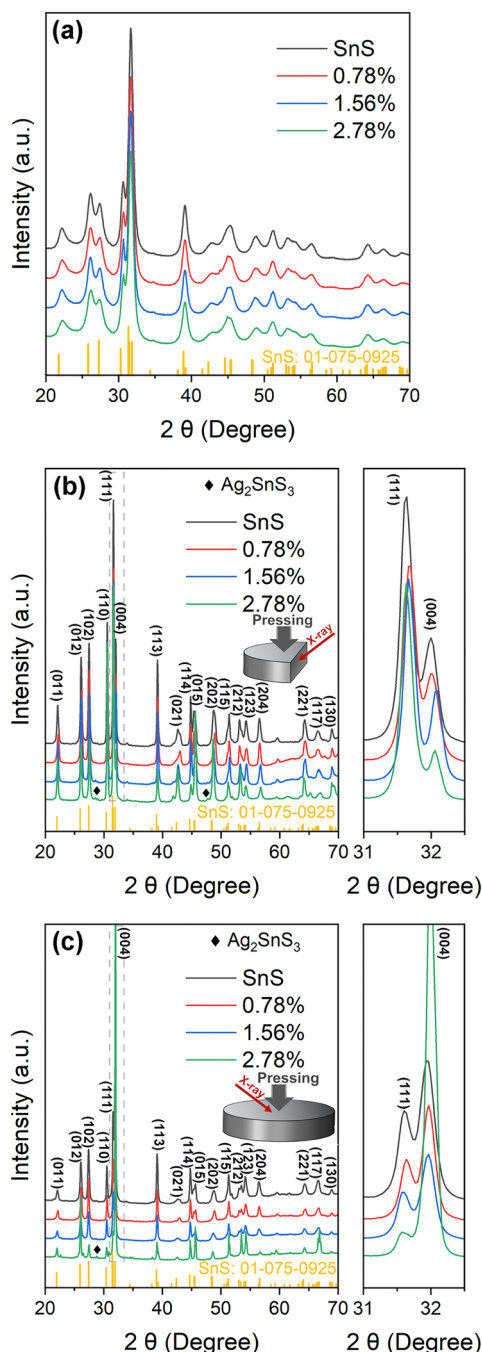 (a)
SnS
0.78%
1.56%
2.78%
Intensity (a.u.)
SnS: 01-075-0925
20 30 40 50 60 70
2 θ (Degree)
(b)
♦ Ag₂SnS₃
SnS
0.78%
1.56%
2.78%
Pressing
X-ray
Intensity (a.u.)
(011) (012) (102) (110) (111) (004) (113) (021) (114) (015) (202) (115) (212) (123) (204) (221) (117) (130)
SnS: 01-075-0925
20 30 40 50 60 70
2 θ (Degree)
(111)
(004)
31 32
2 θ (Degree)
(c)
♦ Ag₂SnS₃
SnS
0.78%
1.56%
2.78%
Pressing
X-ray
Intensity (a.u.)
(011) (012) (102) (110) (111) (004) (113) (021) (114) (015) (202) (115) (212) (123) (204) (221) (117) (130)
SnS: 01-075-0925
20 30 40 50 60 70
2 θ (Degree)
(111)
(004)
31 32
2 θ (Degree)